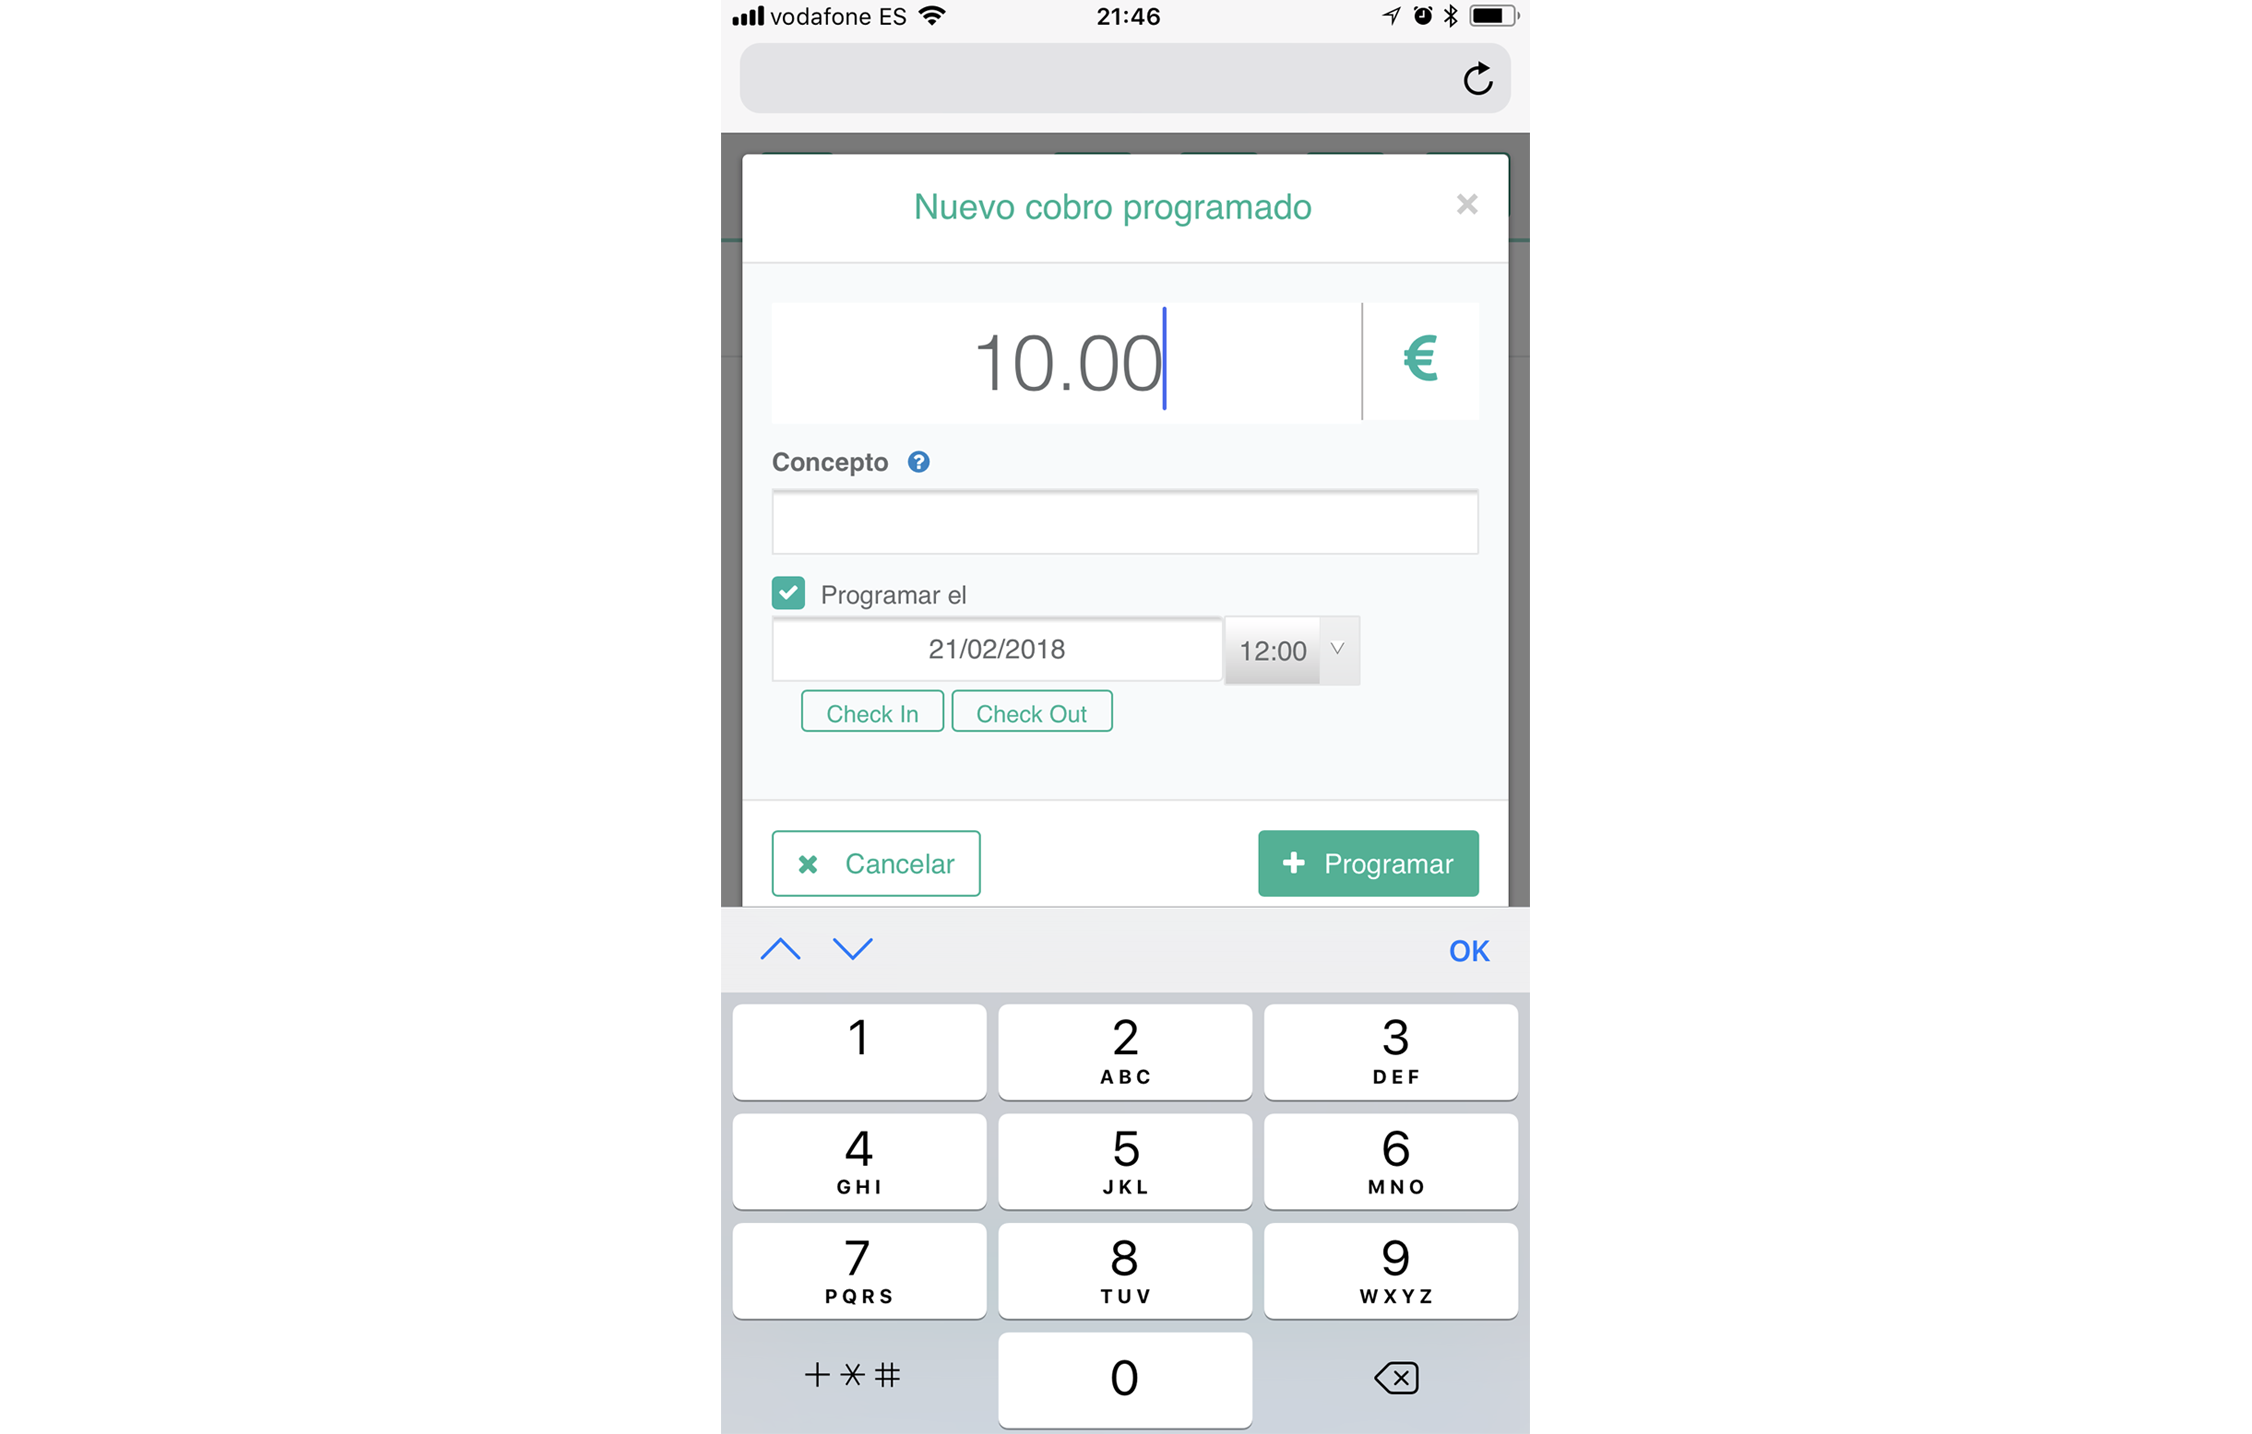 vodafone ES 21:46
Nuevo cobro programado ×
10.00 €
Concepto ?
Programar el
21/02/2018 12:00
Check In Check Out
Cancelar + Programar
OK
1 2 3
ABC DEF
4 5 6
GHI JKL MNO
7 8 9
PQRS TUV WXYZ
+*# 0